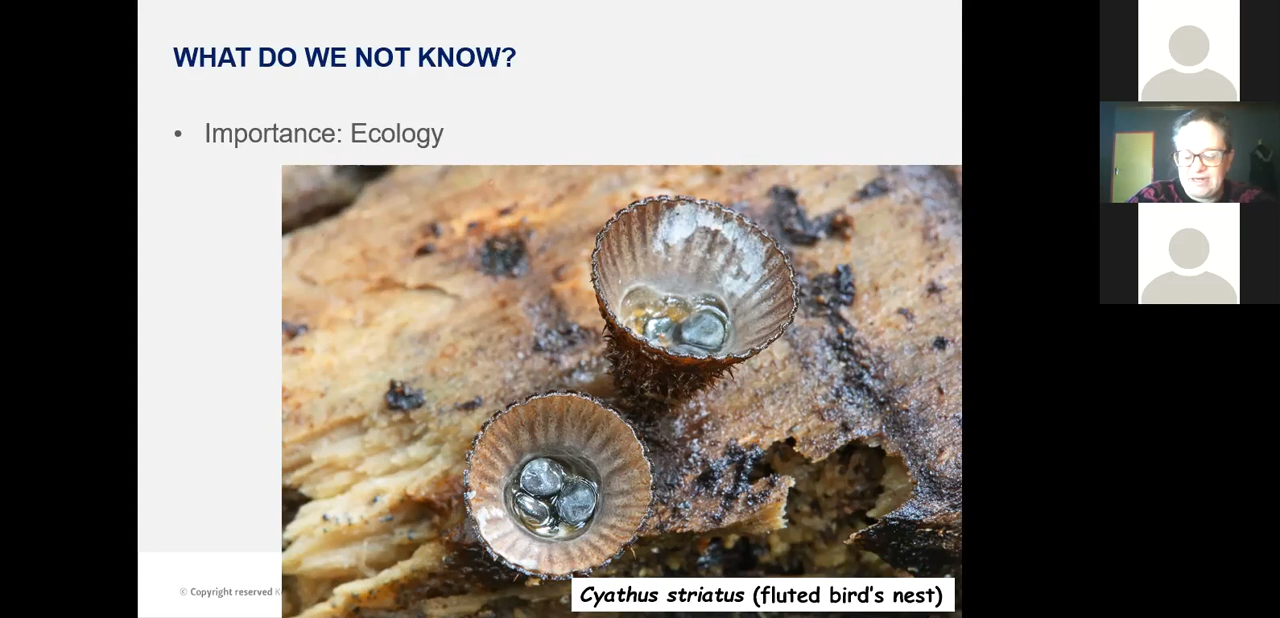 WHAT DO WE NOT KNOW?
• Importance: Ecology
© Copyright reserved
Cyathus striatus (fluted bird's nest)